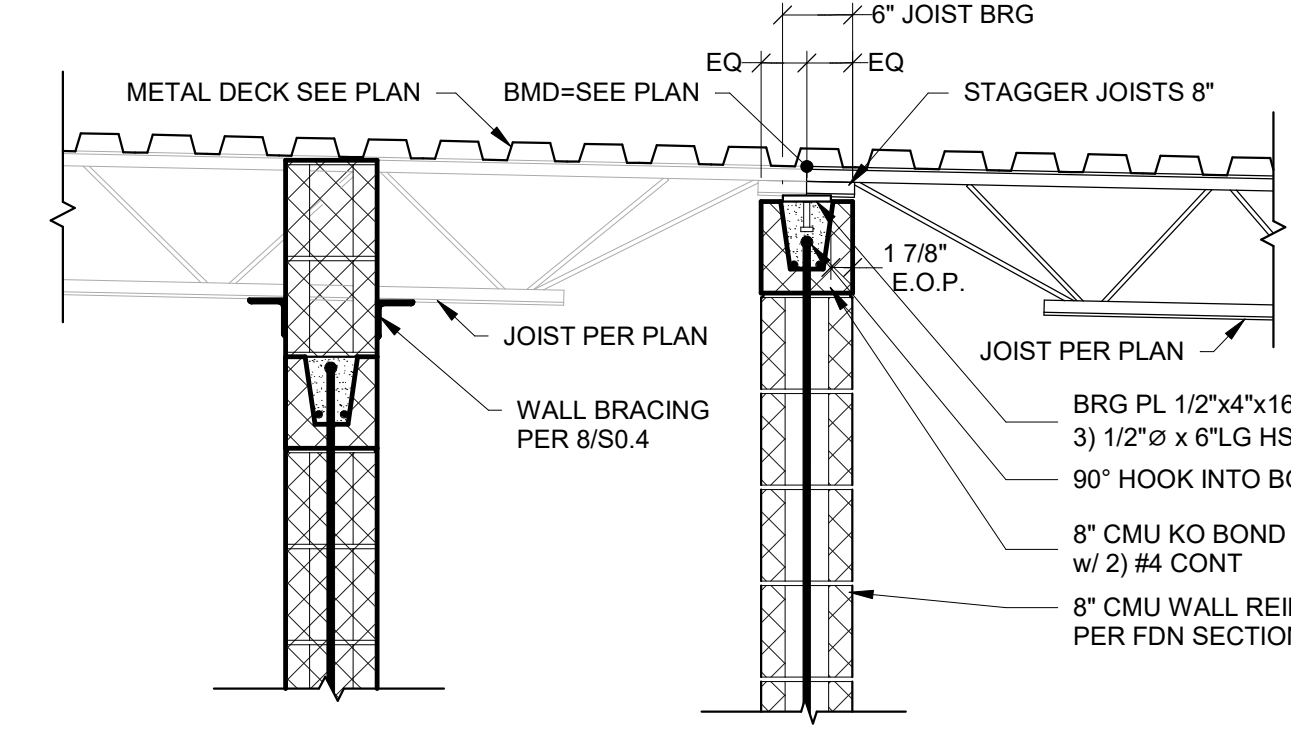 6" JOIST BRG
EQ EQ
METAL DECK SEE PLAN
BMD=SEE PLAN
STAGGER JOISTS 8"
1 7/8"
E.O.P.
JOIST PER PLAN
JOIST PER PLAN
WALL BRACING
PER 8/S0.4
BRG PL 1/2"x4"x16
3) 1/2"Ø x 6"LG HS
90° HOOK INTO BO
8" CMU KO BOND
w/ 2) #4 CONT
8" CMU WALL REI
PER FDN SECTION